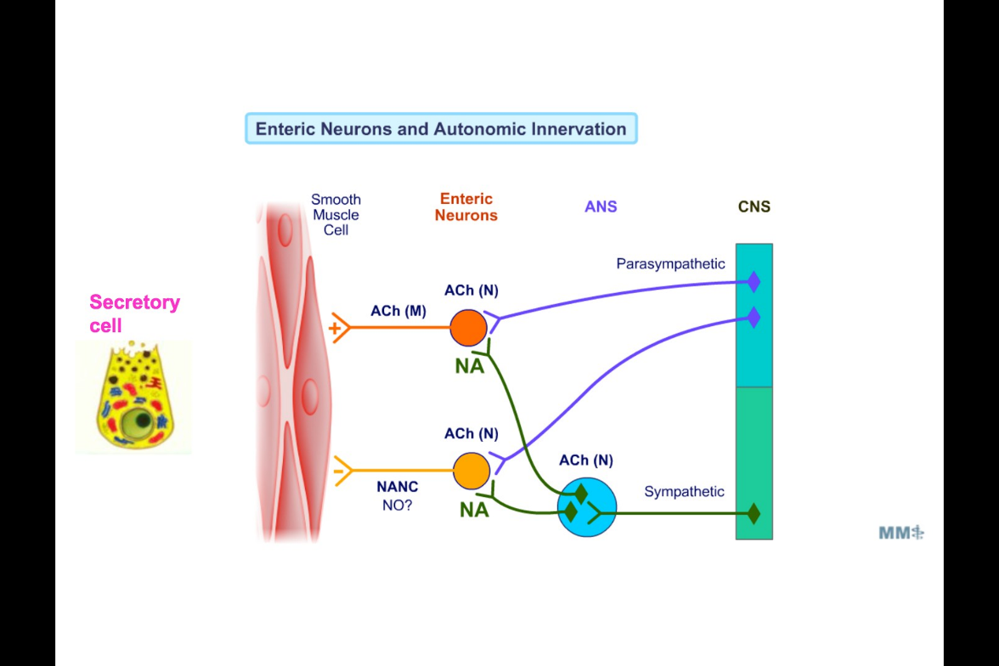 Enteric Neurons and Autonomic Innervation
Smooth
Muscle
Cell
Enteric
Neurons
ANS
CNS
Parasympathetic
ACh (N)
ACh (M)
+
NA
Secretory
cell
ACh (N)
ACh (N)
-
NANC
NO?
NA
Sympathetic
MM